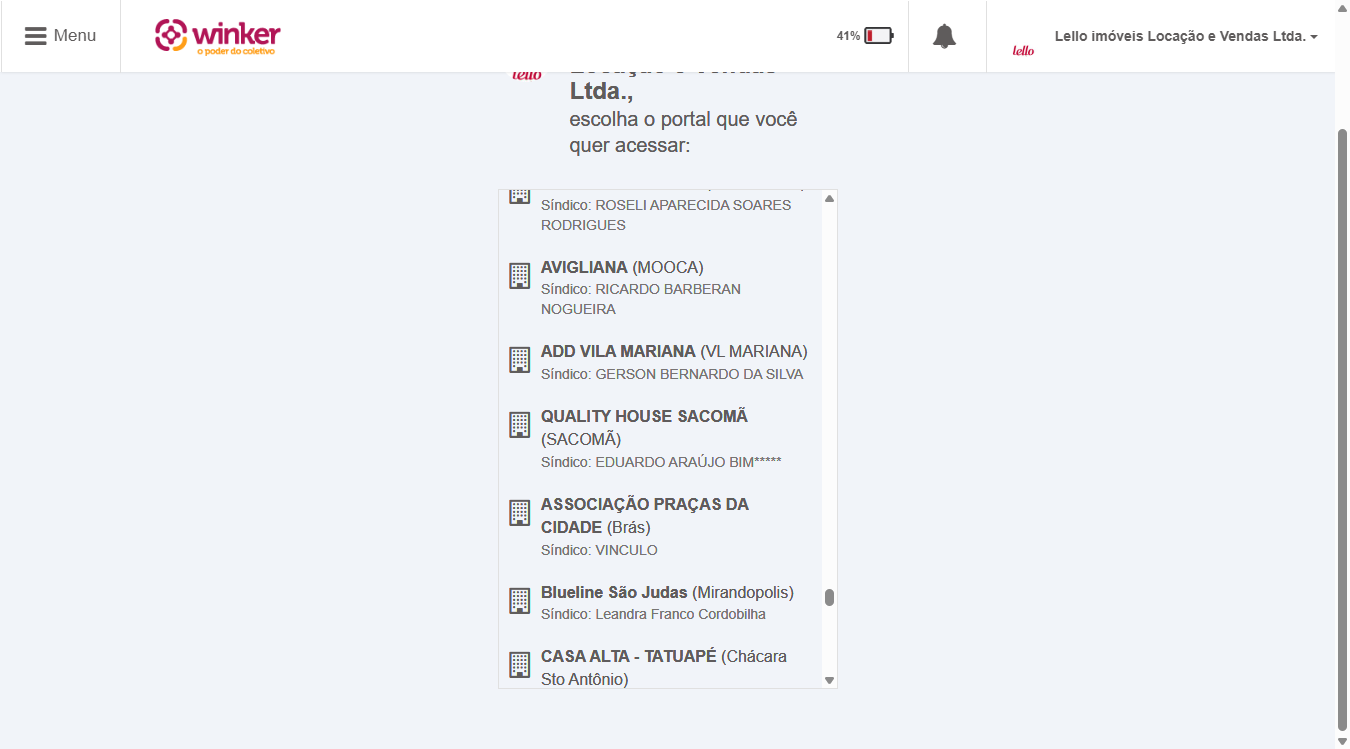 Menu
winker
o poder do coletivo
41%
lello
Lello imóveis Locação e Vendas Ltda.
lello
Locação e Vendas
Ltda.,
escolha o portal que você
quer acessar:
Síndico: ROSELI APARECIDA SOARES
RODRIGUES
AVIGLIANA (MOOCA)
Síndico: RICARDO BARBERAN
NOGUEIRA
ADD VILA MARIANA (VL MARIANA)
Síndico: GERSON BERNARDO DA SILVA
QUALITY HOUSE SACOMÃ
(SACOMÃ)
Síndico: EDUARDO ARAÚJO BIM*****
ASSOCIAÇÃO PRAÇAS DA
CIDADE (Brás)
Síndico: VINCULO
Blueline São Judas (Mirandopolis)
Síndico: Leandra Franco Cordobilha
CASA ALTA - TATUAPÉ (Chácara
Sto Antônio)